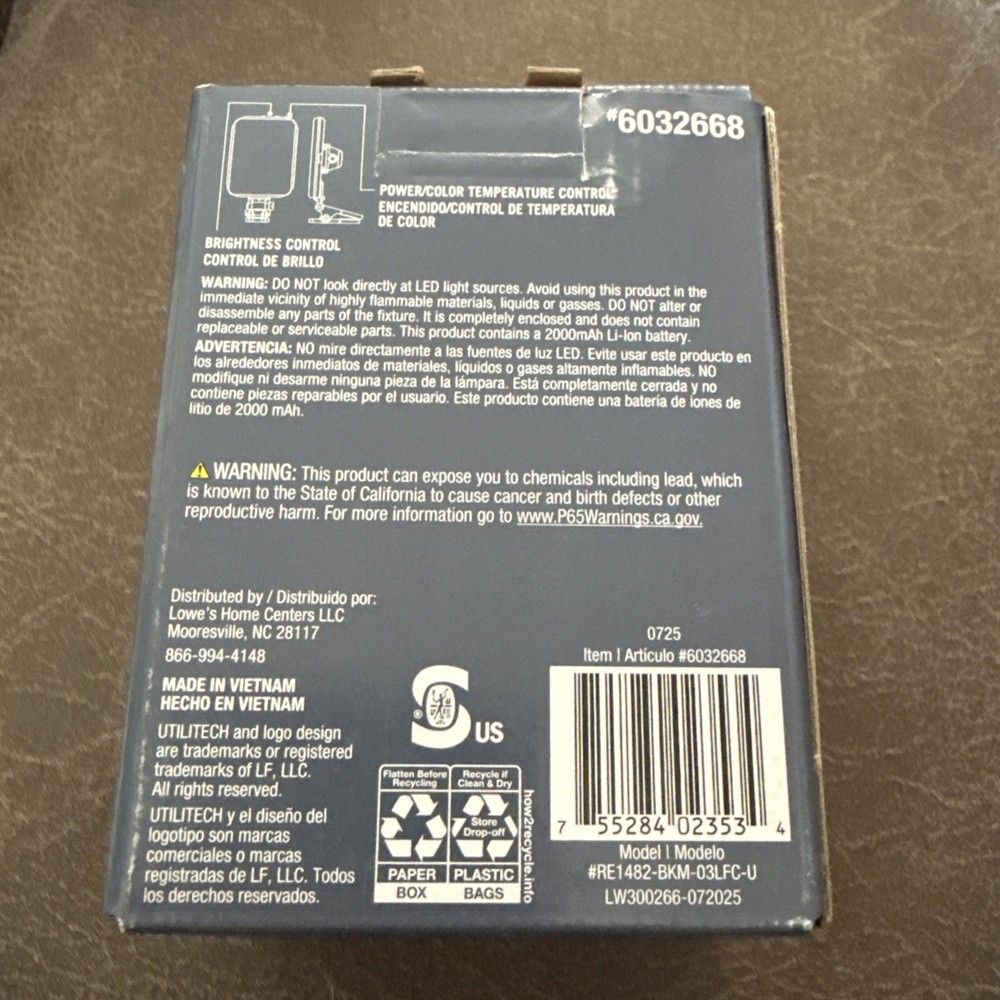 #6032668
POWER/COLOR TEMPERATURE CONTROL
ENCENDIDO/CONTROL DE TEMPERATURA
DE COLOR
BRIGHTNESS CONTROL
CONTROL DE BRILLO
WARNING: DO NOT look directly at LED light sources. Avoid using this product in the
immediate vicinity of highly flammable materials, liquids or gasses. DO NOT alter or
disassemble any parts of the fixture. It is completely enclosed and does not contain
replaceable or serviceable parts. This product contains a 2000mAh Li-Ion battery.
ADVERTENCIA: NO mire directamente a las fuentes de luz LED. Evite usar este producto en
los alrededores inmediatos de materiales, líquidos o gases altamente inflamables. NO
modifique ni desarme ninguna pieza de la lámpara. Está completamente cerrada y no
contiene piezas reparables por el usuario. Este producto contiene una batería de iones de
litio de 2000 mAh.
WARNING: This product can expose you to chemicals including lead, which
is known to the State of California to cause cancer and birth defects or other
reproductive harm. For more information go to www.P65Warnings.ca.gov.
Distributed by / Distribuido por:
Lowe's Home Centers LLC
Mooresville, NC 28117
866-994-4148
MADE IN VIETNAM
HECHO EN VIETNAM
UTILITECH and logo design
are trademarks or registered
trademarks of LF, LLC.
All rights reserved.
UTILITECH y el diseño del
logotipo son marcas
comerciales o marcas
registradas de LF, LLC. Todos
los derechos reservados.
S US
®
Flatten Before
Recycling
PAPER
BOX
Recycle if
Clean & Dry
Store
Drop-off
PLASTIC
BAGS
how2recycle.info
0725
Item | Artículo #6032668
7 55284 02353 4
Model | Modelo
#RE1482-BKM-03LFC-U
LW300266-072025